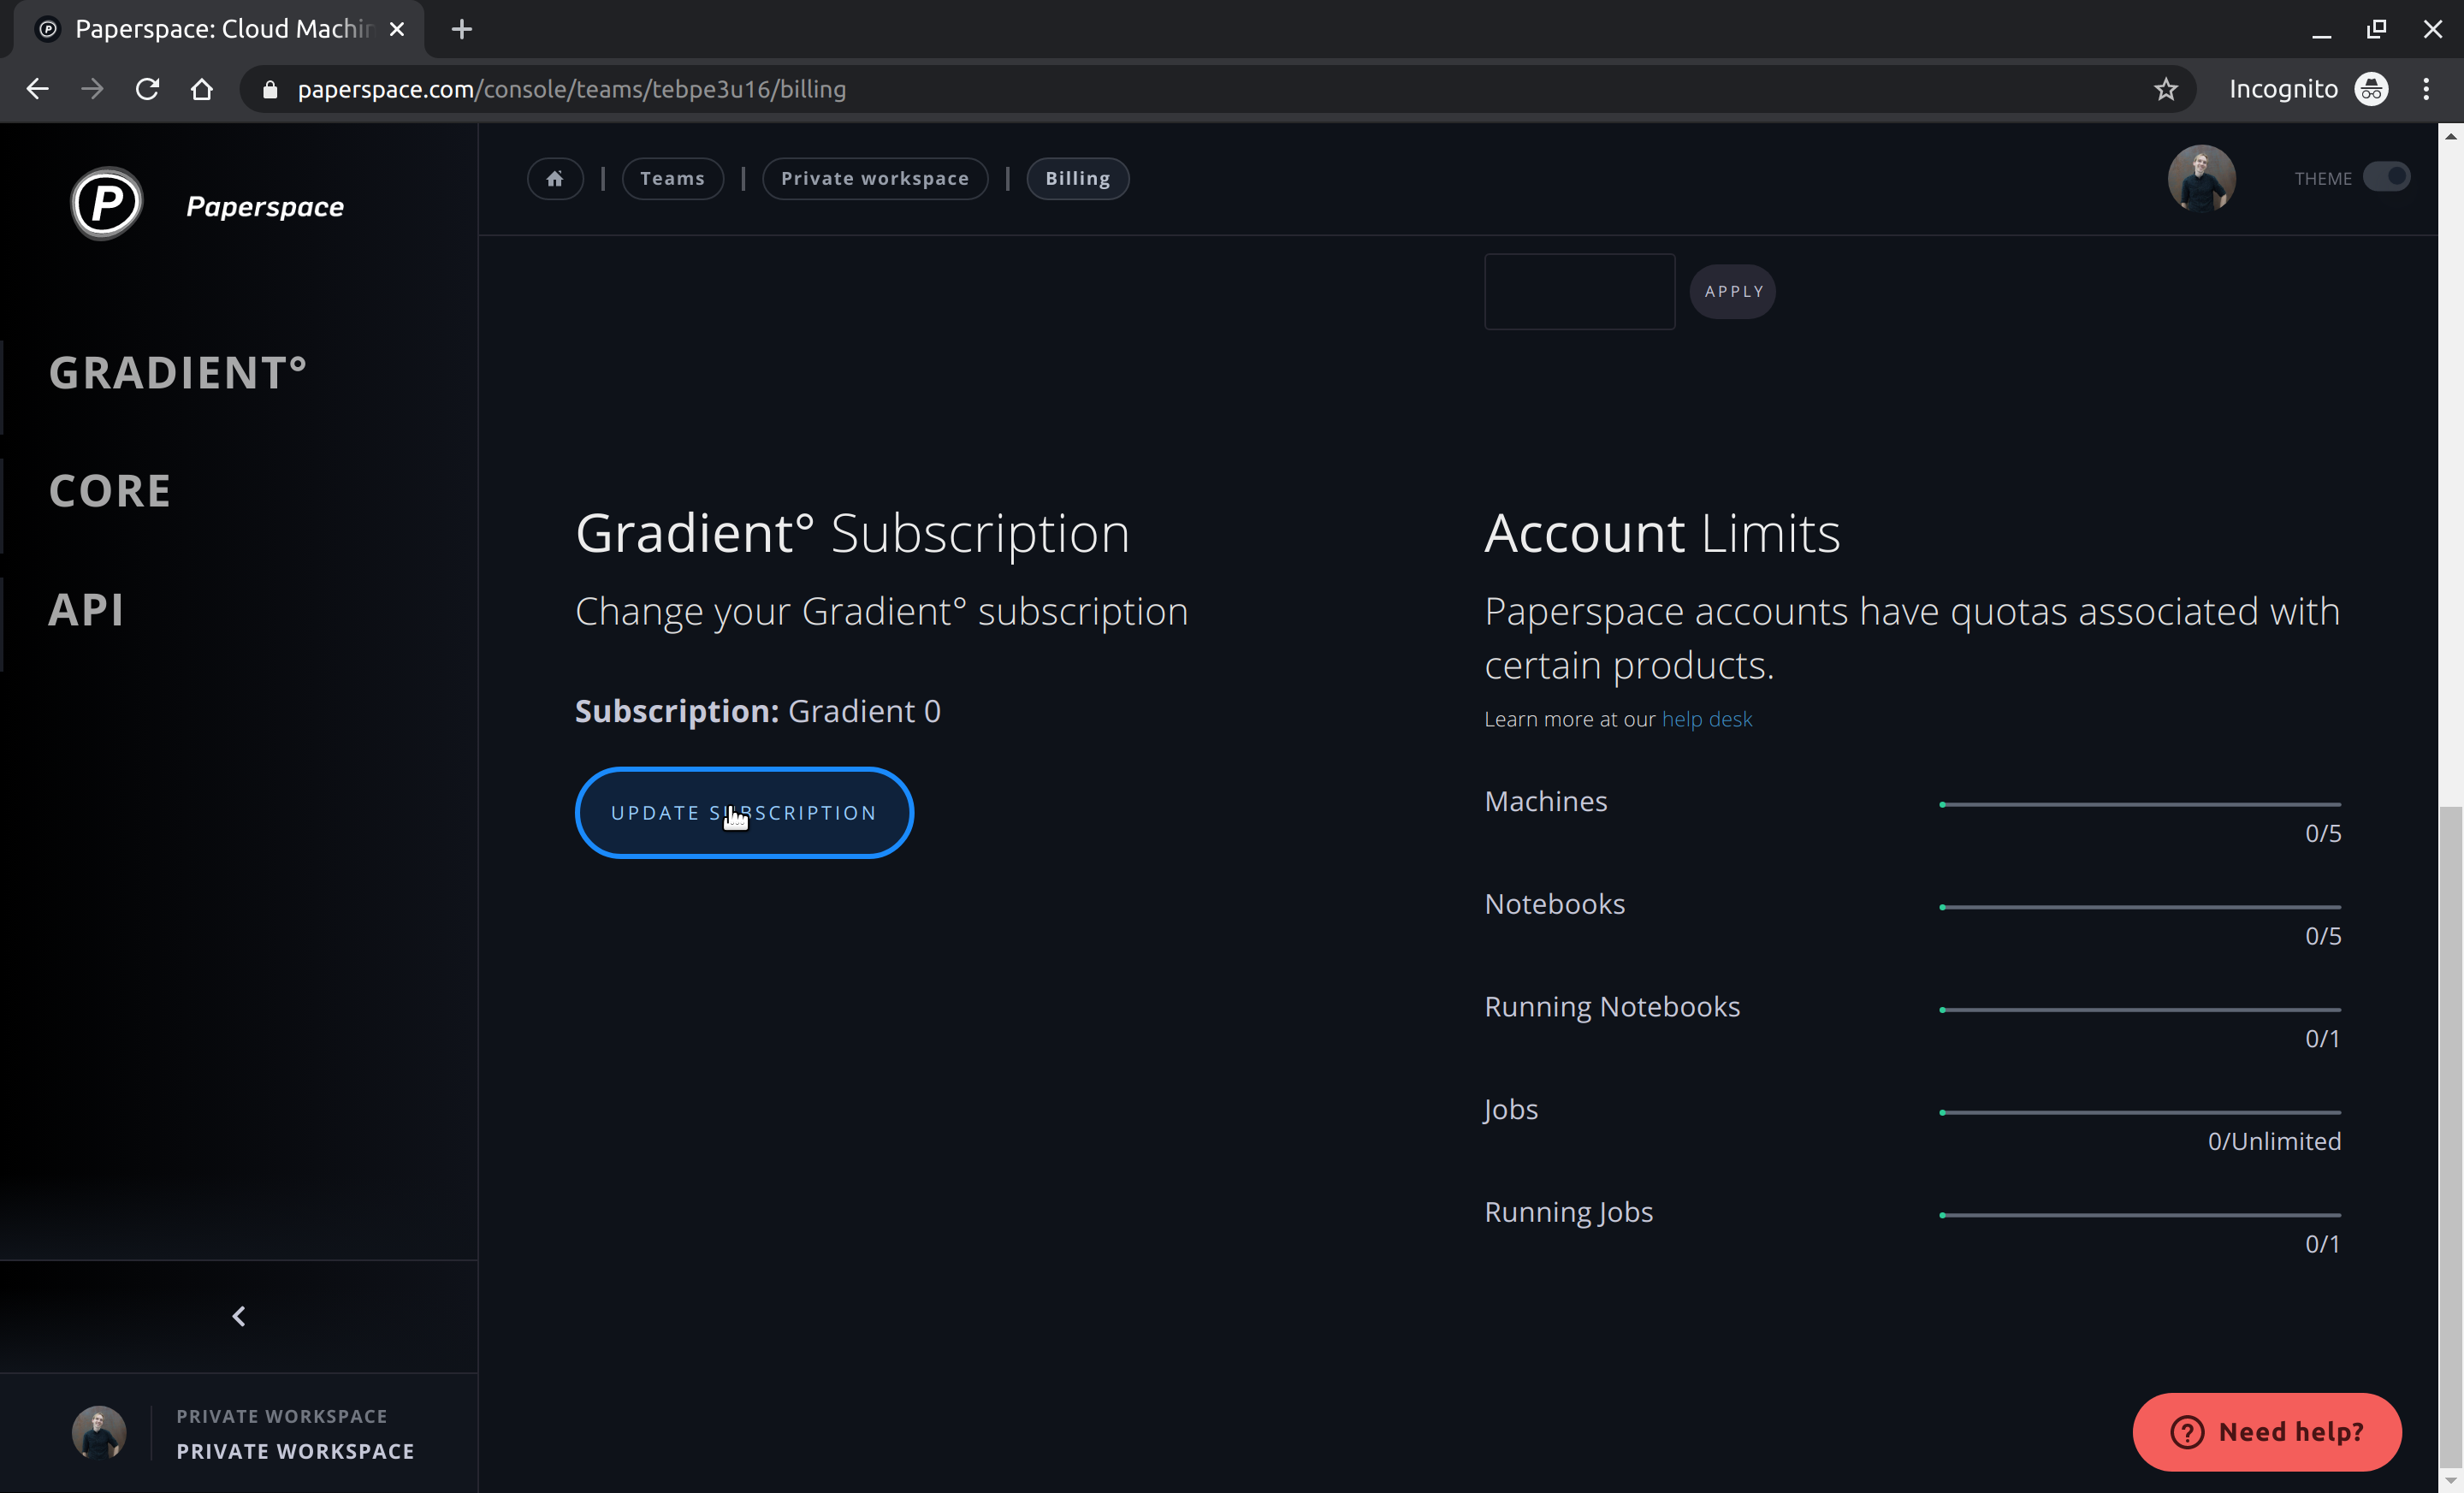 Paperspace: Cloud Machin
paperspace.com/console/teams/tebpe3u16/billing
Incognito
Paperspace
Teams | Private workspace | Billing
THEME
APPLY
GRADIENT°
CORE
API
Gradient° Subscription
Change your Gradient° subscription
Subscription: Gradient 0
UPDATE SUBSCRIPTION
Account Limits
Paperspace accounts have quotas associated with
certain products.
Learn more at our help desk
Machines
0/5
Notebooks
0/5
Running Notebooks
0/1
Jobs
0/Unlimited
Running Jobs
0/1
PRIVATE WORKSPACE
PRIVATE WORKSPACE
Need help?